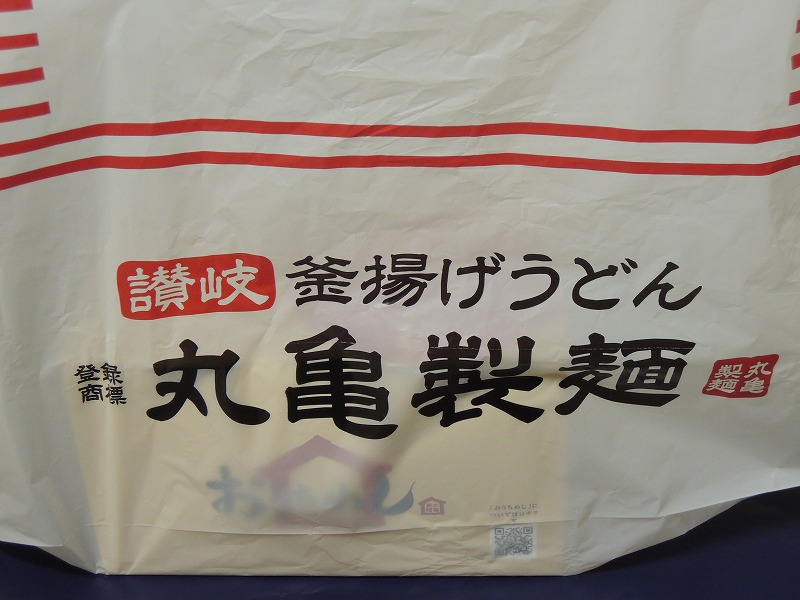 讃岐 釜揚げうどん
登録商標 丸亀製麺 丸亀製麺